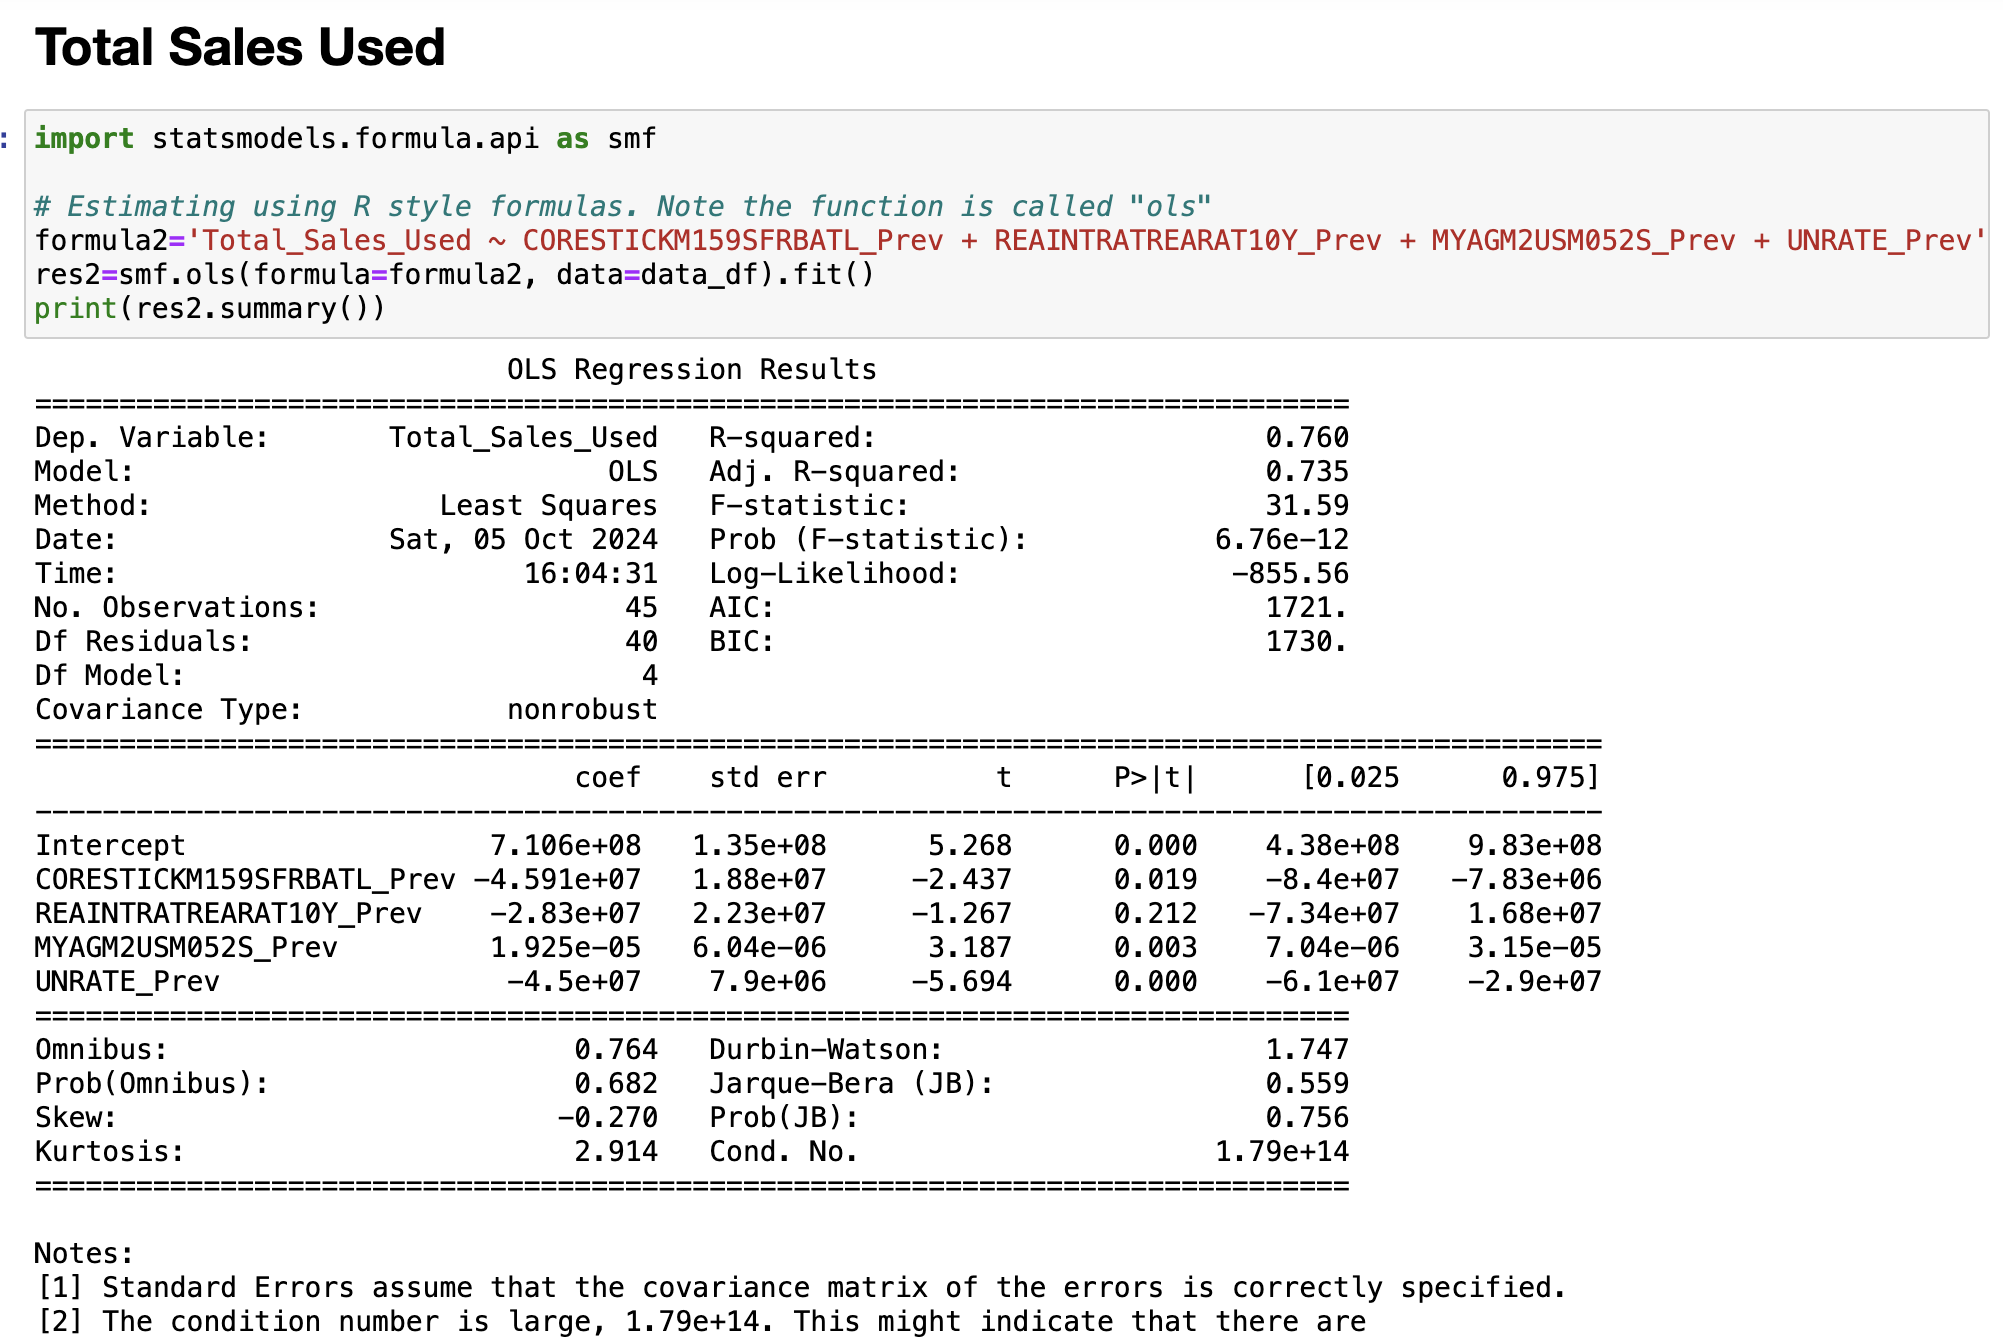 Total Sales Used
:
import statsmodels.formula.api as smf
# Estimating using R style formulas. Note the function is called "ols"
formula2='Total_Sales_Used ~ CORESTICKM159SFRBATL_Prev + REAINTRATREARAT10Y_Prev + MYAGM2USM052S_Prev + UNRATE_Prev'
res2=smf.ols(formula=formula2, data=data_df).fit()
print(res2.summary())
OLS Regression Results
==============================================================================
Dep. Variable:       Total_Sales_Used   R-squared:                       0.760
Model:                            OLS   Adj. R-squared:                  0.735
Method:                 Least Squares   F-statistic:                     31.59
Date:                Sat, 05 Oct 2024   Prob (F-statistic):           6.76e-12
Time:                        16:04:31   Log-Likelihood:                -855.56
No. Observations:                  45   AIC:                             1721.
Df Residuals:                      40   BIC:                             1730.
Df Model:                           4
Covariance Type:            nonrobust
=============================================================================================
                                coef    std err          t      P>|t|      [0.025      0.975]
---------------------------------------------------------------------------------------------
Intercept                  7.106e+08   1.35e+08      5.268      0.000    4.38e+08    9.83e+08
CORESTICKM159SFRBATL_Prev -4.591e+07   1.88e+07     -2.437      0.019    -8.4e+07   -7.83e+06
REAINTRATREARAT10Y_Prev    -2.83e+07   2.23e+07     -1.267      0.212   -7.34e+07    1.68e+07
MYAGM2USM052S_Prev         1.925e-05   6.04e-06      3.187      0.003    7.04e-06    3.15e-05
UNRATE_Prev                 -4.5e+07    7.9e+06     -5.694      0.000    -6.1e+07    -2.9e+07
==============================================================================
Omnibus:                        0.764   Durbin-Watson:                   1.747
Prob(Omnibus):                  0.682   Jarque-Bera (JB):                0.559
Skew:                          -0.270   Prob(JB):                        0.756
Kurtosis:                       2.914   Cond. No.                     1.79e+14
==============================================================================
Notes:
[1] Standard Errors assume that the covariance matrix of the errors is correctly specified.
[2] The condition number is large, 1.79e+14. This might indicate that there are